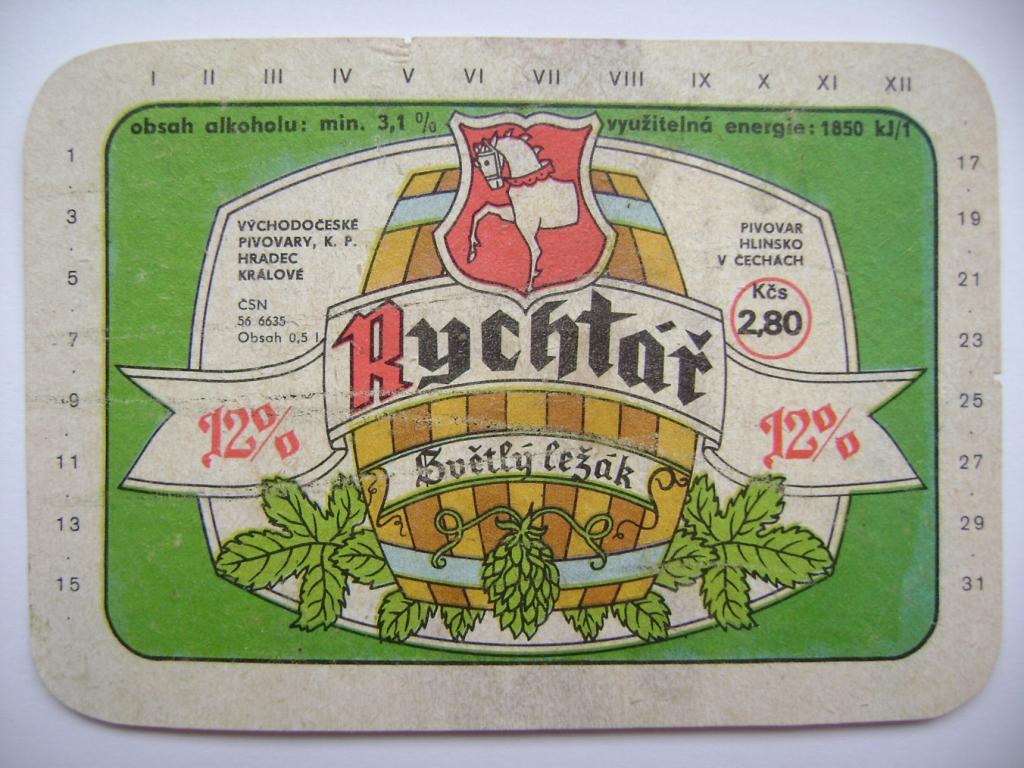 I II III IV V VI VII VIII IX X XI XII
obsah alkoholu: min. 3,1 %
využitelná energie: 1850 kJ/l
1
.
3
.
5
.
7
.
9
.
11
.
13
.
15
VÝCHODOČESKÉ
PIVOVARY, K. P.
HRADEC
KRÁLOVÉ
ČSN
56 6635
Obsah 0,5 l
PIVOVAR
HLINSKO
V ČECHÁCH
Kčs
2,80
Rychtář
12%
12%
Světlý ležák
17
.
19
.
21
.
23
.
25
.
27
.
29
.
31